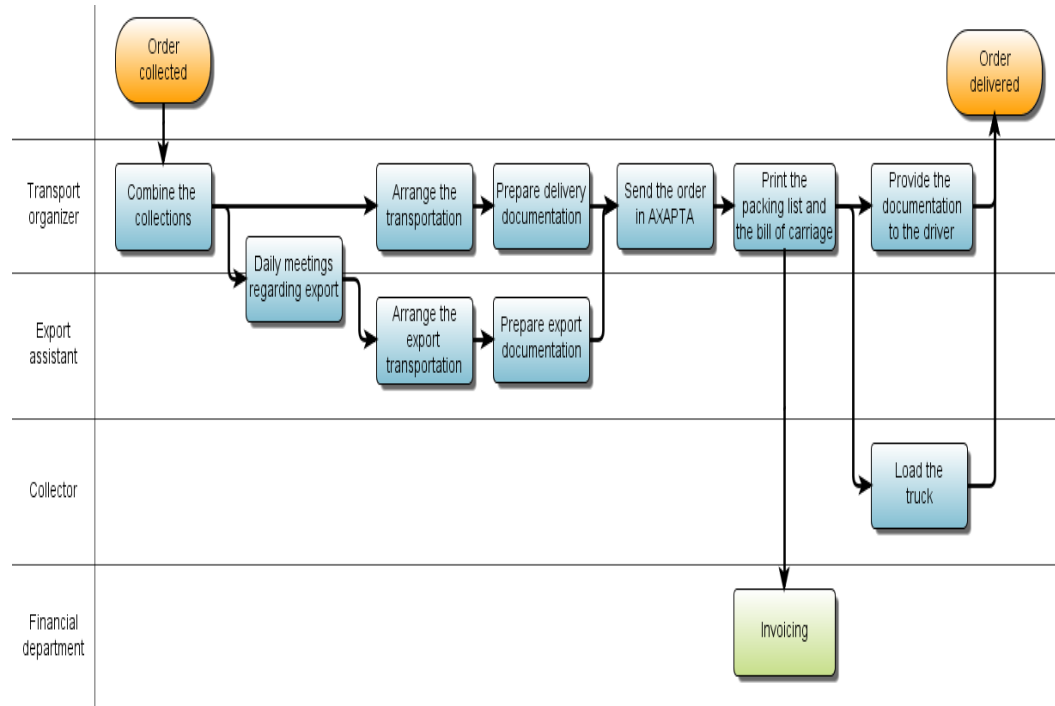 Order
collected
Order
delivered
Transport
organizer
Combine the
collections
Arrange the
transportation
Prepare delivery
documentation
Send the order
in AXAPTA
Print the
packing list and
the bill of carriage
Provide the
documentation
to the driver
Daily meetings
regarding export
Export
assistant
Arrange the
export
transportation
Prepare export
documentation
Collector
Load the
truck
Financial
department
Invoicing